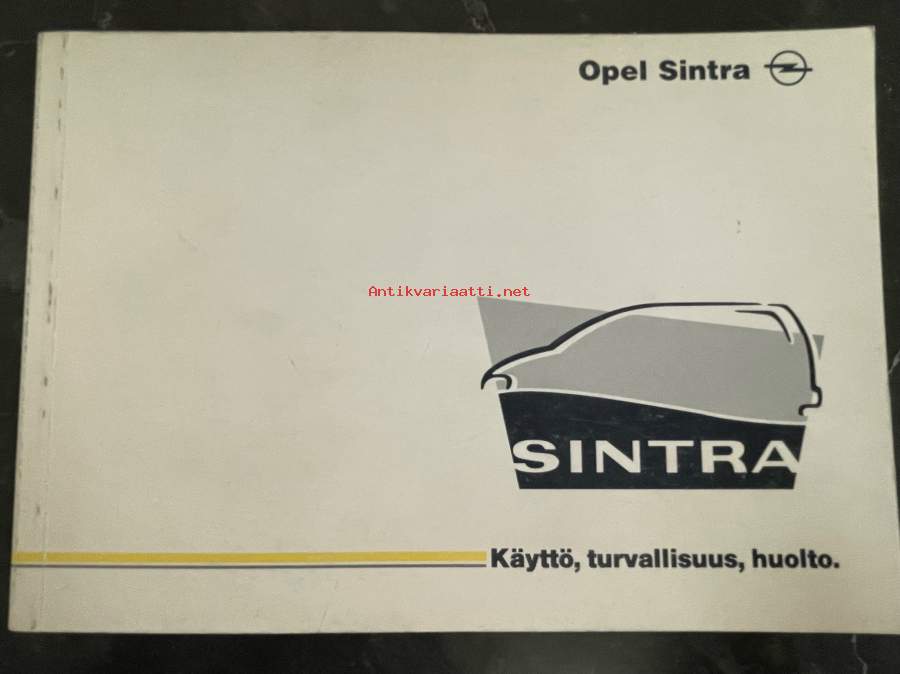 Opel Sintra
Antikvariaatti.net
SINTRA
Käyttö, turvallisuus, huolto.